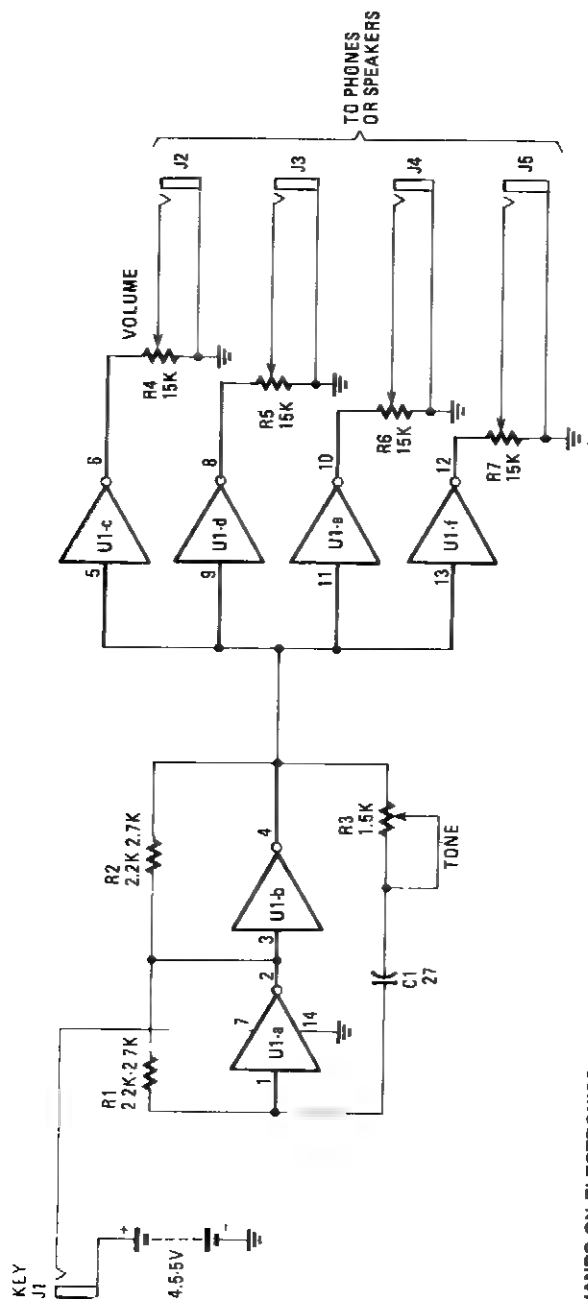 KEY
J1
4.5-5V
+
-
R1
2.2K-2.7K
R2
2.2K 2.7K
1
U1-a
2
7
14
3
U1-b
4
C1
27
R3
1.5K
TONE
5
U1-c
6
9
U1-d
8
11
U1-e
10
13
U1-f
12
VOLUME
R4
15K
R5
15K
R6
15K
R7
15K
J2
J3
J4
J5
TO PHONES
OR SPEAKERS